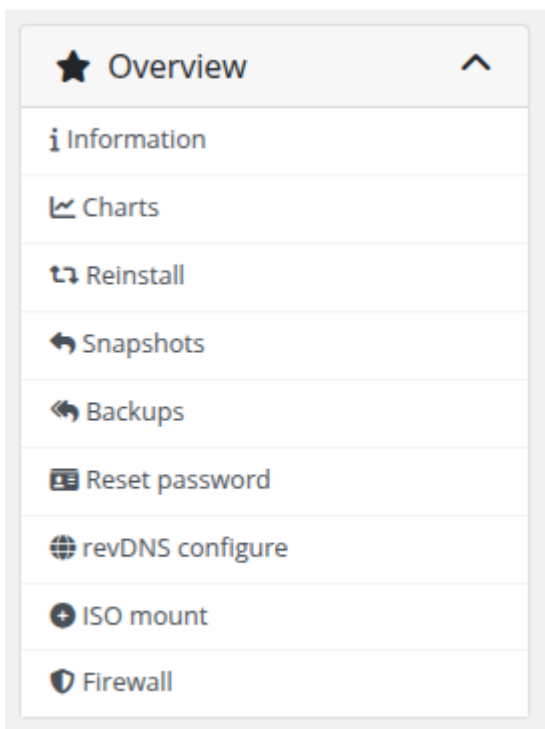 Overview
Information
Charts
Reinstall
Snapshots
Backups
Reset password
revDNS configure
ISO mount
Firewall